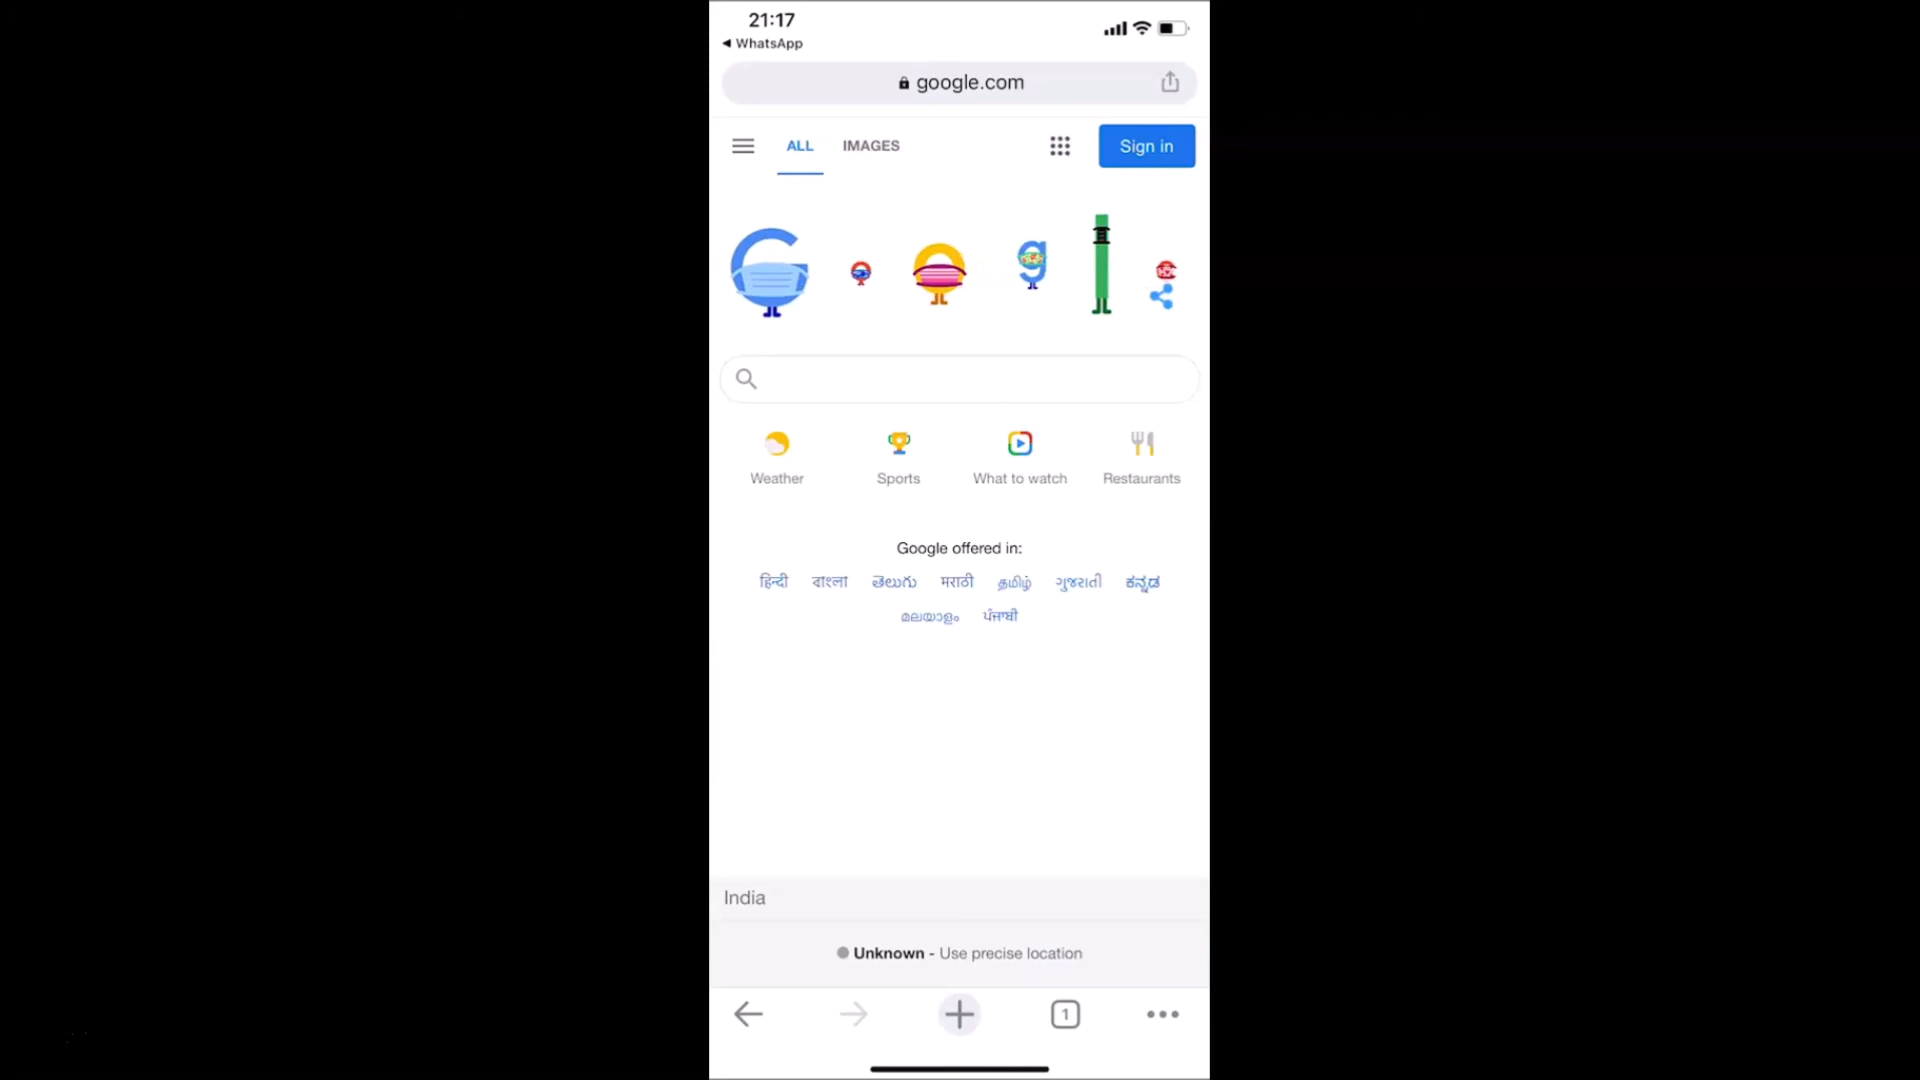 21:17
◀ WhatsApp
google.com
ALL IMAGES Sign in
Weather Sports What to watch Restaurants
Google offered in:
हिन्दी বাংলা తెలుగు मराठी தமிழ் ગુજરાતી ಕನ್ನಡ
മലയാളം ਪੰਜਾਬੀ
India
Unknown - Use precise location
1